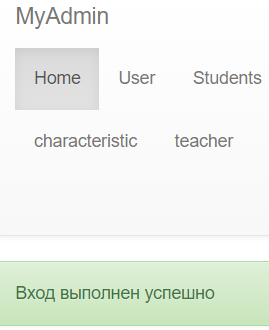 MyAdmin
Home User Students
characteristic teacher
Вход выполнен успешно